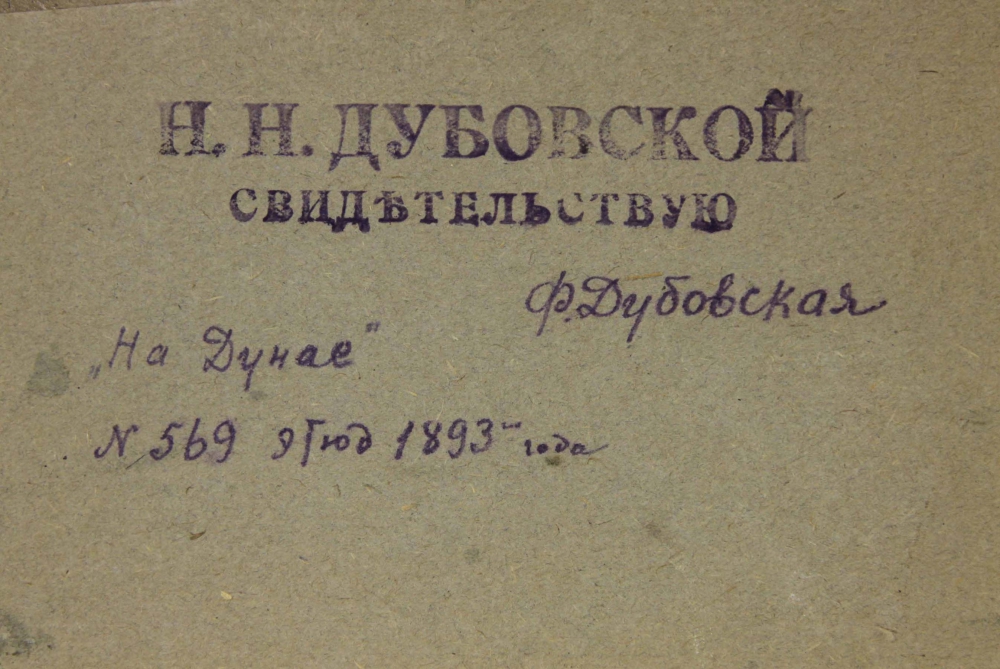 Н. Н. ДУБОВСКОЙ
СВИДѢТЕЛЬСТВУЮ
Ф. Дубовская
„На Дунае"
N 569 этюд 1893 года